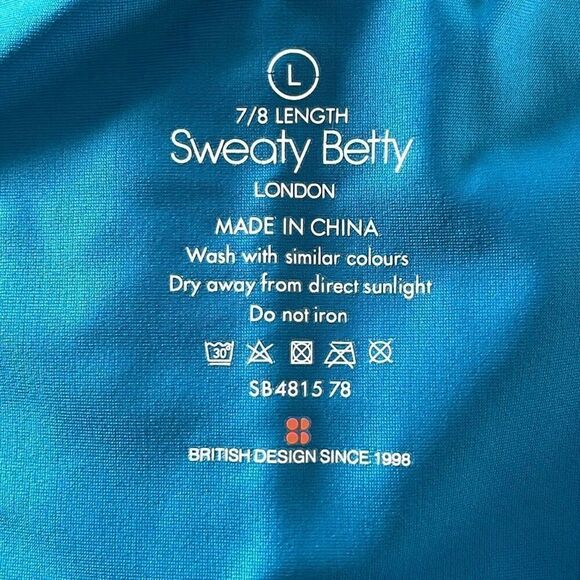 L
7/8 LENGTH
Sweaty Betty
LONDON
MADE IN CHINA
Wash with similar colours
Dry away from direct sunlight
Do not iron
30°
SB4815 78
BRITISH DESIGN SINCE 1998